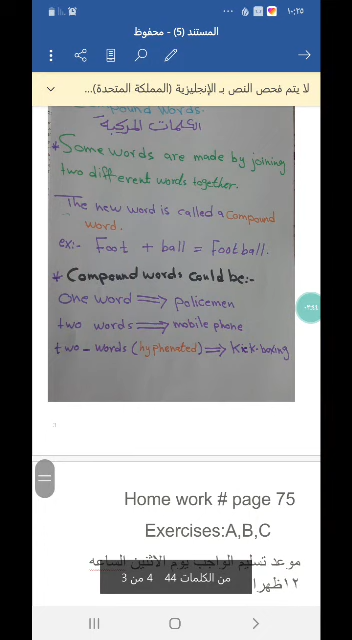 ١٠:٢٥
المستند (5) - محفوظ
لا يتم فحص النص بـ الإنجليزية (المملكة المتحدة)...
pound Words.
الكلمات المركبة
*Some words are made by joining
two different words together.
The new word is called a Compound
word.
ex:- Foot + ball = Football.
* Compound words could be:-
one word ⟹ policemen
two words ⟹ mobile phone
two-words (hyphenated) ⟹ Kick-boxing
Home work # page 75
Exercises:A,B,C
موعد تسليم الواجب يوم الاثنين الساعه
١٢ظهرا
من الكلمات 44 4 من 3